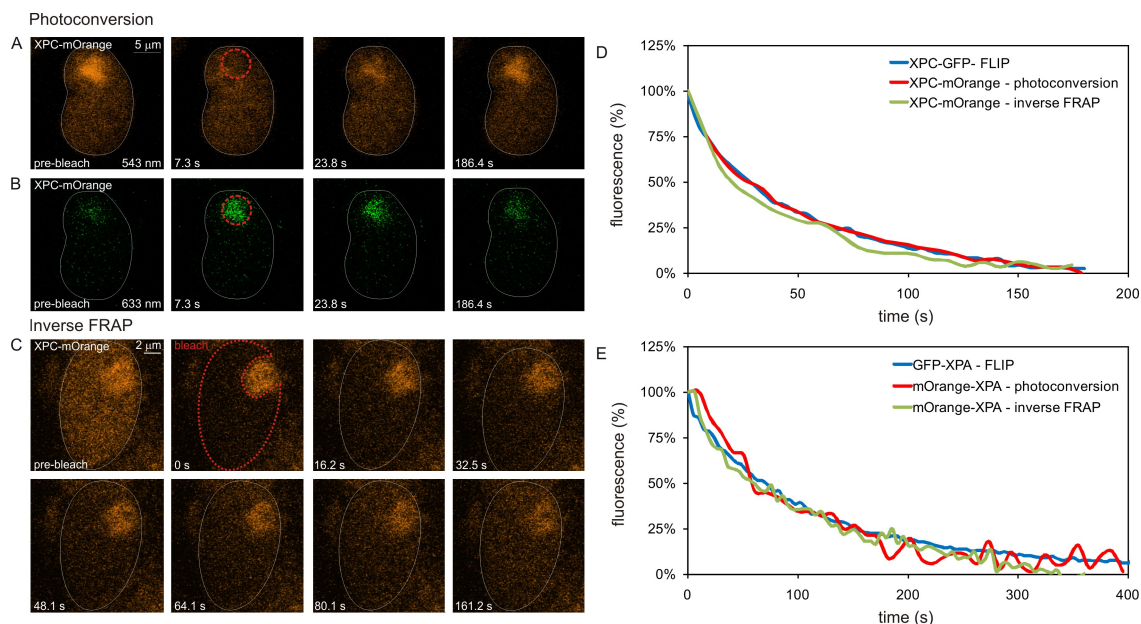 Photoconversion
A
XPC-mOrange 5 μm
pre-bleach 543 nm
7.3 s
23.8 s
186.4 s
B
XPC-mOrange
pre-bleach 633 nm
7.3 s
23.8 s
186.4 s
Inverse FRAP
C
XPC-mOrange 2 μm
pre-bleach
bleach
0 s
16.2 s
32.5 s
48.1 s
64.1 s
80.1 s
161.2 s
D
125%
100%
75%
50%
25%
0%
fluorescence (%)
XPC-GFP- FLIP
XPC-mOrange - photoconversion
XPC-mOrange - inverse FRAP
0 50 100 150 200
time (s)
E
125%
100%
75%
50%
25%
0%
fluorescence (%)
GFP-XPA - FLIP
mOrange-XPA - photoconversion
mOrange-XPA - inverse FRAP
0 100 200 300 400
time (s)